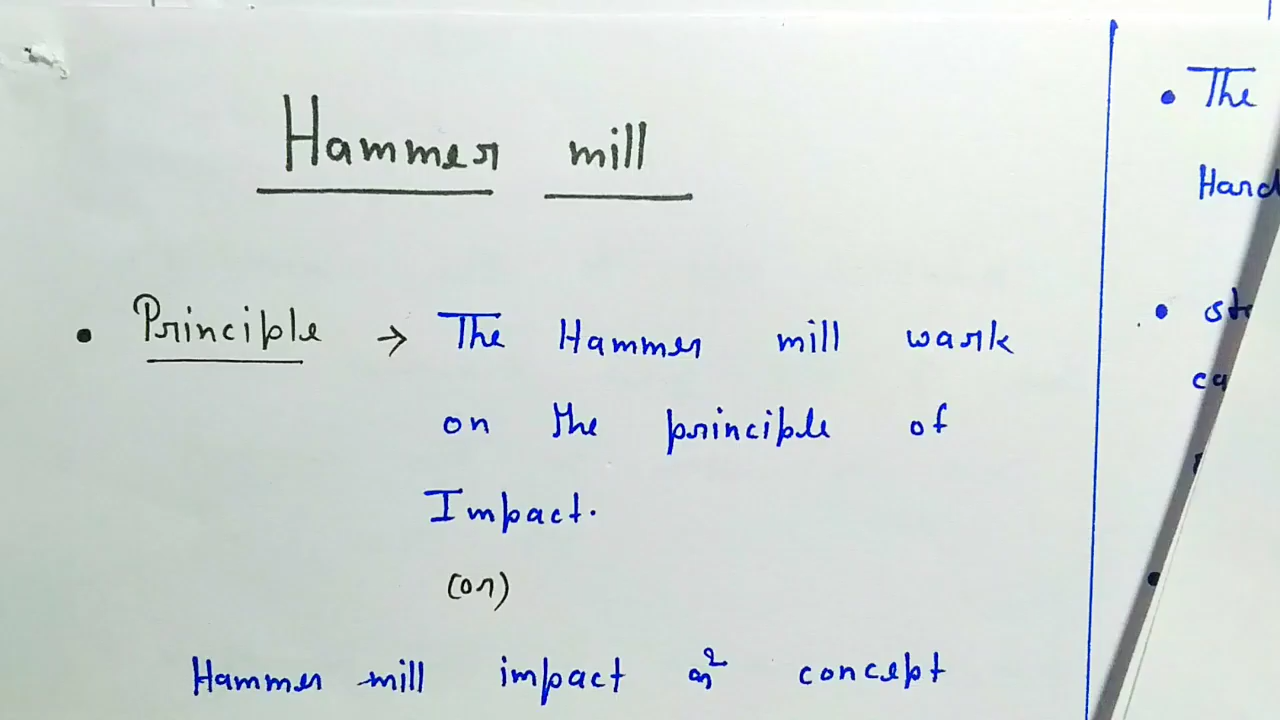 Hammer mill
• Principle → The Hammer mill work
on the principle of
Impact.
(or)
Hammer mill impact के concept
• The
Hard
•